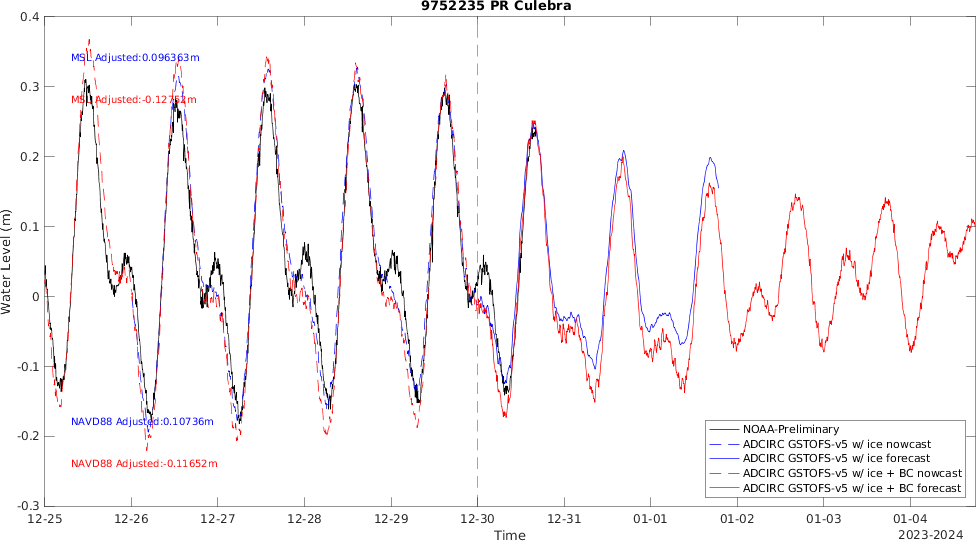 9752235 PR Culebra
0.4
0.3
0.2
0.1
0
-0.1
-0.2
-0.3
Water Level (m)
MSL Adjusted:0.096363m
MSL Adjusted:-0.12752m
NAVD88 Adjusted:0.10736m
NAVD88 Adjusted:-0.11652m
NOAA-Preliminary
ADCIRC GSTOFS-v5 w/ ice nowcast
ADCIRC GSTOFS-v5 w/ ice forecast
ADCIRC GSTOFS-v5 w/ ice + BC nowcast
ADCIRC GSTOFS-v5 w/ ice + BC forecast
12-25 12-26 12-27 12-28 12-29 12-30 12-31 01-01 01-02 01-03 01-04
Time
2023-2024